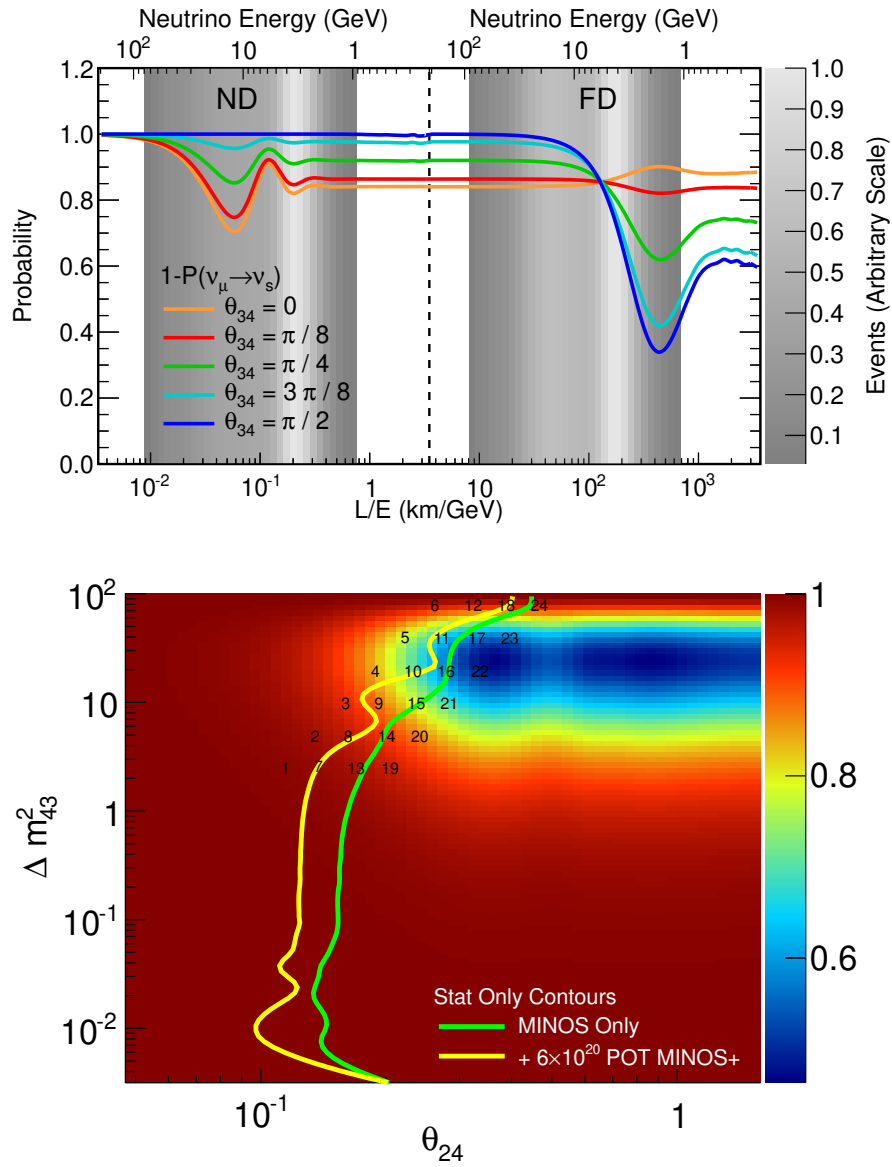 Neutrino Energy (GeV) Neutrino Energy (GeV)
10² 10 1 10² 10 1
1.2 ND FD 1.0
1.0 0.9
0.8 0.8
0.6 0.7
0.4 0.6
0.2 0.5
0.0 0.4
0.3
0.2
0.1
Probability
Events (Arbitrary Scale)
1-P(νμ→νs)
θ34 = 0
θ34 = π / 8
θ34 = π / 4
θ34 = 3 π / 8
θ34 = π / 2
10⁻² 10⁻¹ 1 10 10² 10³
L/E (km/GeV)
10² 6 12 18 24 1
5 11 17 23
4 10 16 22
10 3 9 15 21
2 8 14 20 0.8
1 7 13 19
1
Δ m²43
10⁻¹
0.6
Stat Only Contours
10⁻² MINOS Only
+ 6×10²⁰ POT MINOS+
10⁻¹ 1
θ24